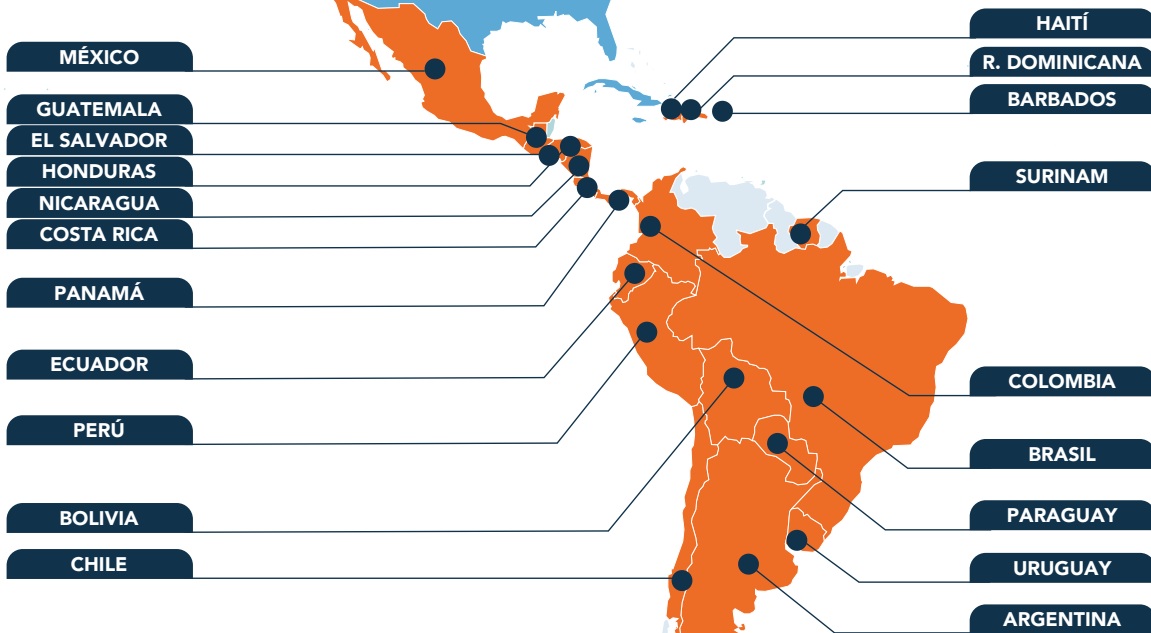 MÉXICO
GUATEMALA
EL SALVADOR
HONDURAS
NICARAGUA
COSTA RICA
PANAMÁ
ECUADOR
PERÚ
BOLIVIA
CHILE
HAITÍ
R. DOMINICANA
BARBADOS
SURINAM
COLOMBIA
BRASIL
PARAGUAY
URUGUAY
ARGENTINA